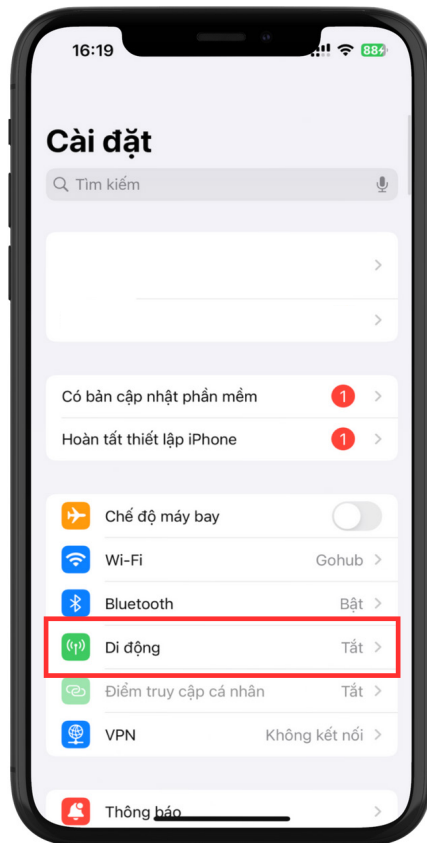 16:19
88
Cài đặt
Tìm kiếm
Có bản cập nhật phần mềm 1
Hoàn tất thiết lập iPhone 1
Chế độ máy bay
Wi-Fi Gohub
Bluetooth Bật
Di động Tắt
Điểm truy cập cá nhân Tắt
VPN Không kết nối
Thông báo